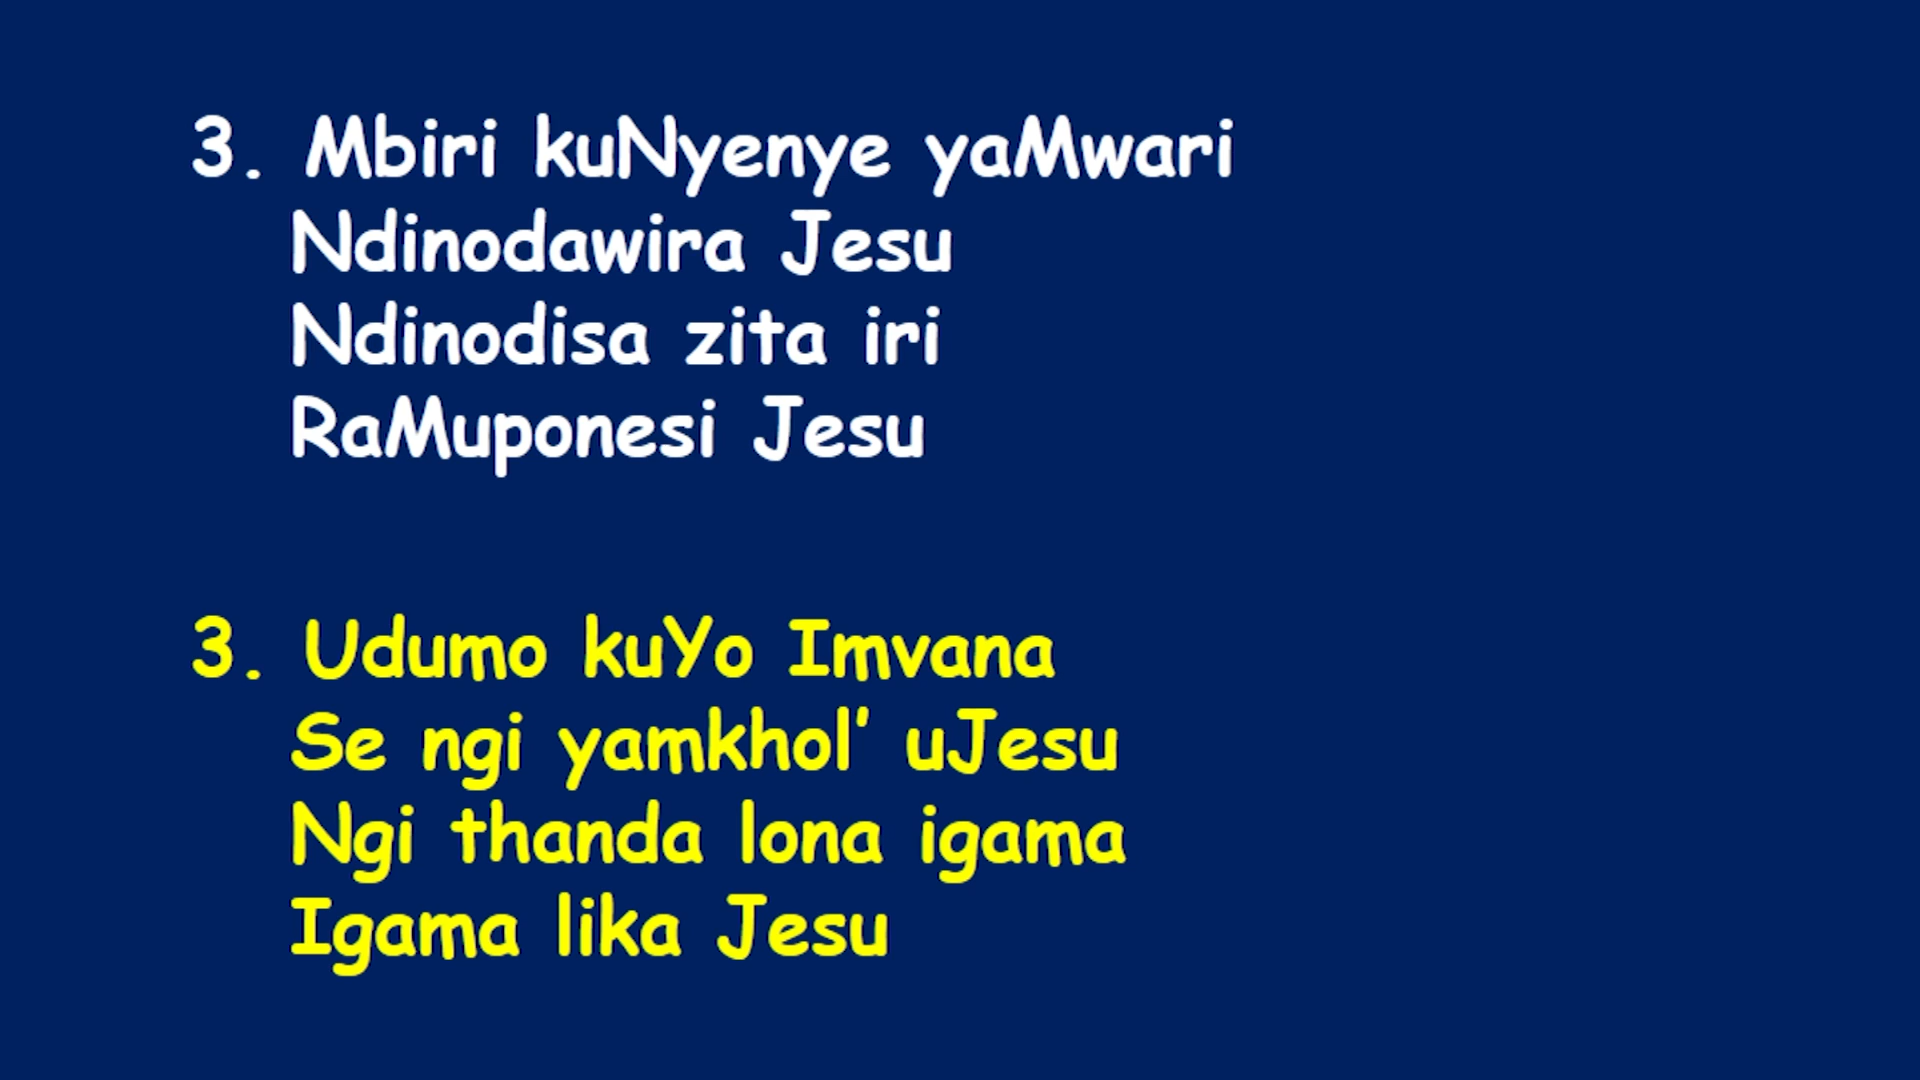 3. Mbiri kuNyenye yaMwari
Ndinodawira Jesu
Ndinodisa zita iri
RaMuponesi Jesu
3. Udumo kuYo Imvana
Se ngi yamkhol’ uJesu
Ngi thanda lona igama
Igama lika Jesu